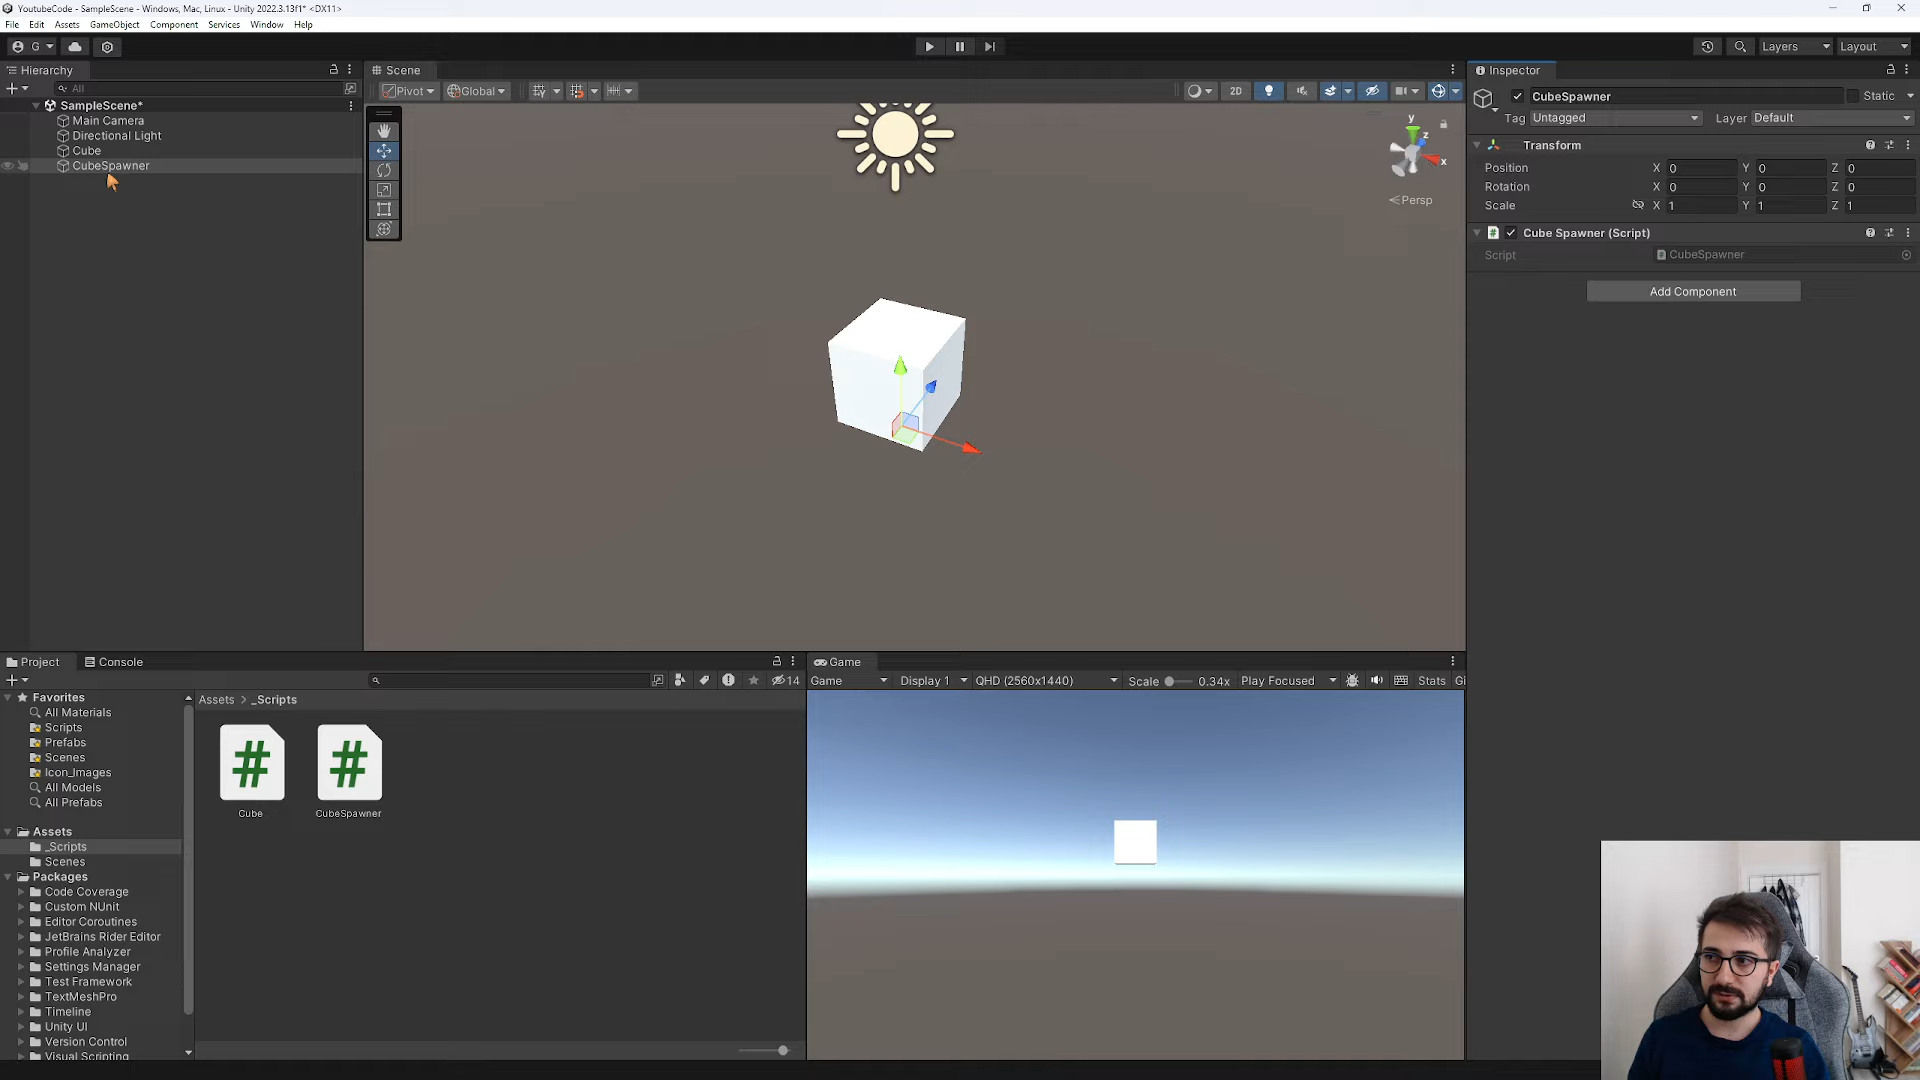 YoutubeCode - SampleScene - Windows, Mac, Linux - Unity 2022.3.13f1* <DX11>
File Edit Assets GameObject Component Services Window Help
G
Layers
Layout
Hierarchy
All
SampleScene*
Main Camera
Directional Light
Cube
CubeSpawner
Scene
Pivot
Global
2D
y
z
x
Persp
Inspector
CubeSpawner
Static
Tag Untagged
Layer Default
Transform
Position X 0 Y 0 Z 0
Rotation X 0 Y 0 Z 0
Scale X 1 Y 1 Z 1
# Cube Spawner (Script)
Script CubeSpawner
Add Component
Project
Console
14
Favorites
All Materials
Scripts
Prefabs
Scenes
Icon_Images
All Models
All Prefabs
Assets
_Scripts
Scenes
Packages
Code Coverage
Custom NUnit
Editor Coroutines
JetBrains Rider Editor
Profile Analyzer
Settings Manager
Test Framework
TextMeshPro
Timeline
Unity UI
Version Control
Visual Scripting
Assets > _Scripts
# #
Cube
CubeSpawner
Game
Game Display 1 QHD (2560x1440) Scale 0.34x Play Focused Stats Gi